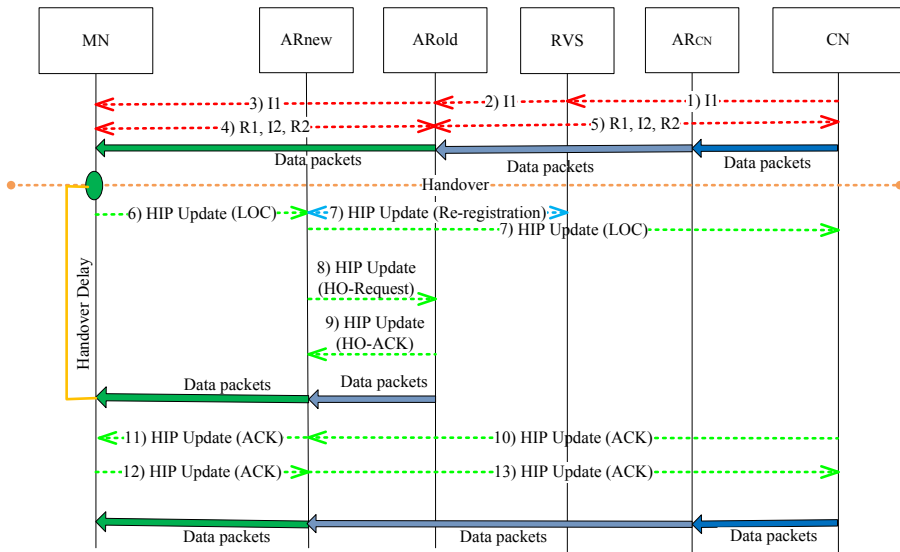 MN
ARnew
ARold
RVS
ARCN
CN
3) I1
2) I1
1) I1
4) R1, I2, R2
5) R1, I2, R2
Data packets
Data packets
Data packets
Handover
6) HIP Update (LOC)
7) HIP Update (Re-registration)
7) HIP Update (LOC)
Handover Delay
8) HIP Update
(HO-Request)
9) HIP Update
(HO-ACK)
Data packets
Data packets
11) HIP Update (ACK)
10) HIP Update (ACK)
12) HIP Update (ACK)
13) HIP Update (ACK)
Data packets
Data packets
Data packets